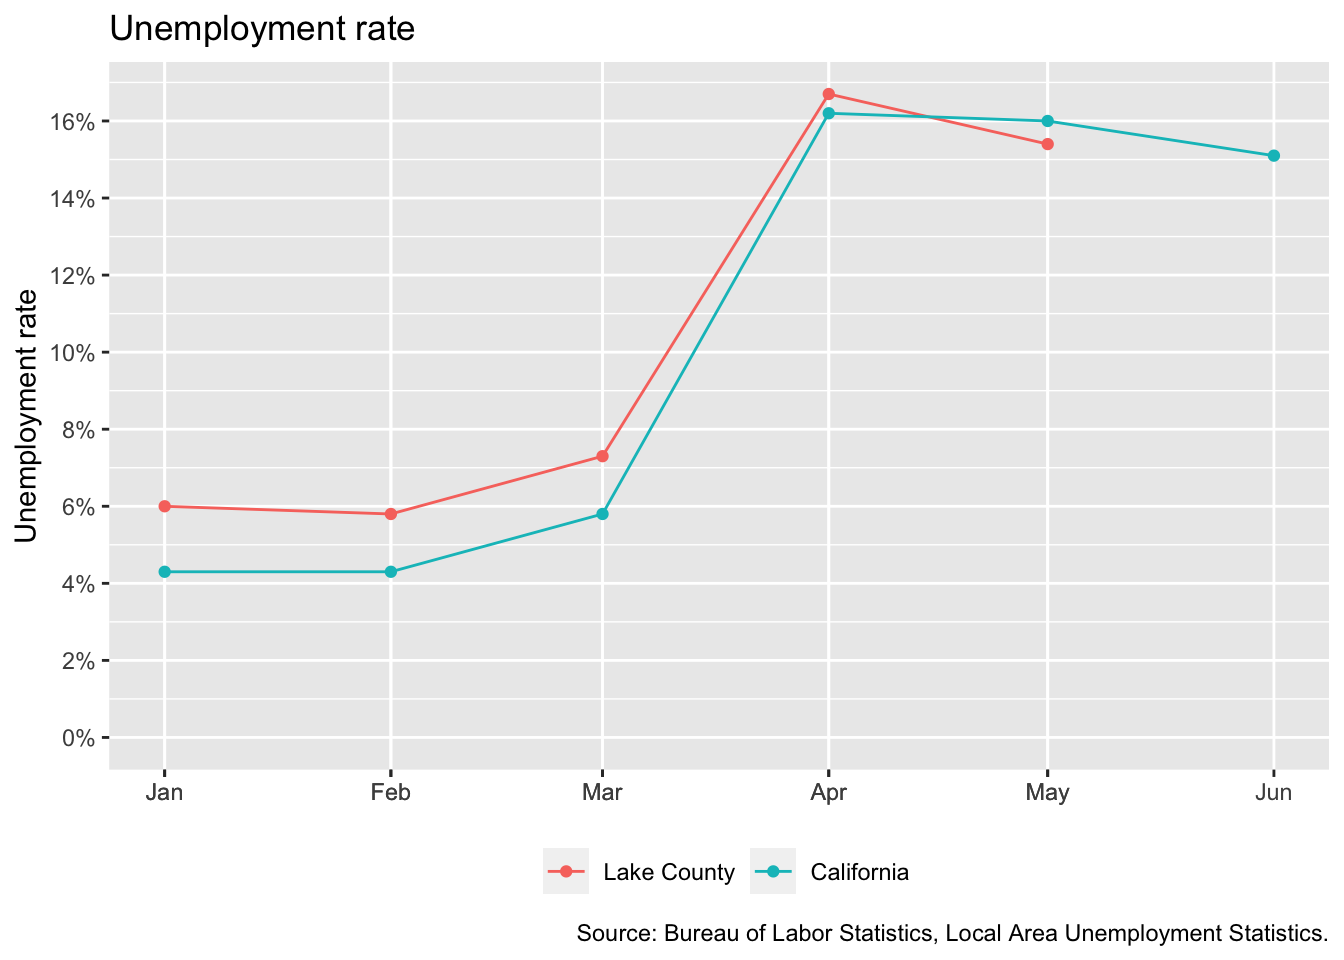 Unemployment rate
Unemployment rate
16%
14%
12%
10%
8%
6%
4%
2%
0%
Jan Feb Mar Apr May Jun
Lake County California
Source: Bureau of Labor Statistics, Local Area Unemployment Statistics.